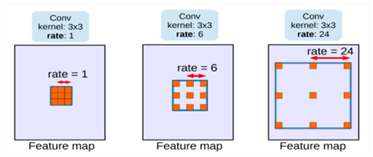 Conv
kernel: 3x3
rate: 1
rate = 1
Feature map
Conv
kernel: 3x3
rate: 6
rate = 6
Feature map
Conv
kernel: 3x3
rate: 24
rate = 24
Feature map